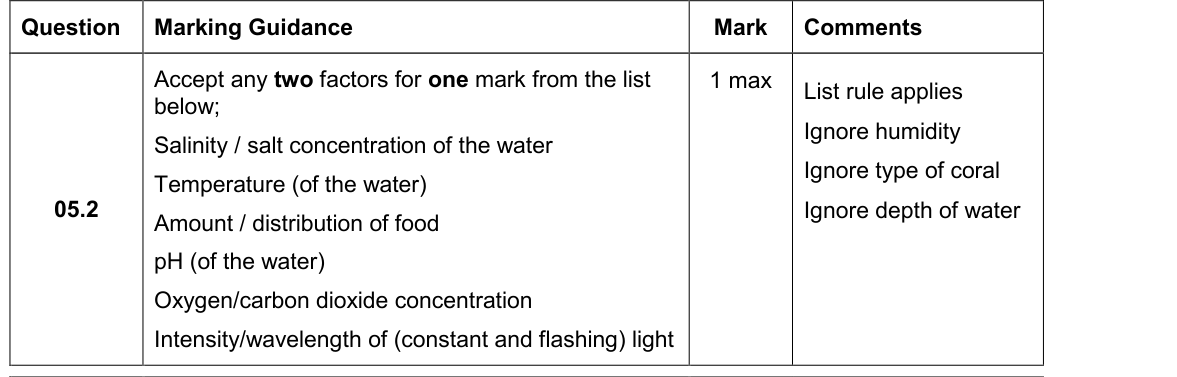 Question Marking Guidance Mark Comments
05.2
Accept any two factors for one mark from the list
below;
Salinity / salt concentration of the water
Temperature (of the water)
Amount / distribution of food
pH (of the water)
Oxygen/carbon dioxide concentration
Intensity/wavelength of (constant and flashing) light
1 max
List rule applies
Ignore humidity
Ignore type of coral
Ignore depth of water